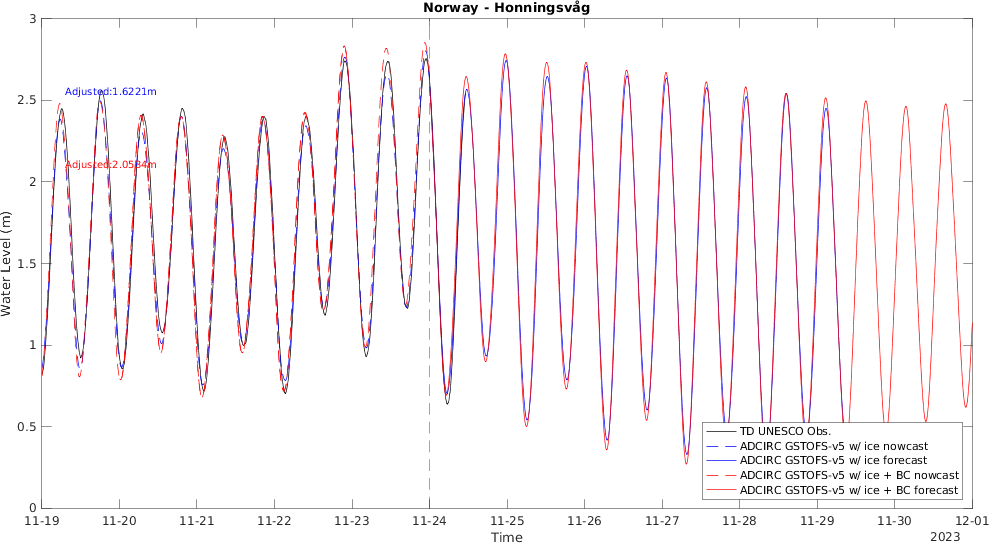 Norway - Honningsvåg
3
2.5
2
1.5
1
0.5
0
Water Level (m)
Adjusted:1.6221m
Adjusted:2.0584m
TD UNESCO Obs.
ADCIRC GSTOFS-v5 w/ ice nowcast
ADCIRC GSTOFS-v5 w/ ice forecast
ADCIRC GSTOFS-v5 w/ ice + BC nowcast
ADCIRC GSTOFS-v5 w/ ice + BC forecast
11-19 11-20 11-21 11-22 11-23 11-24 11-25 11-26 11-27 11-28 11-29 11-30 12-01
Time
2023